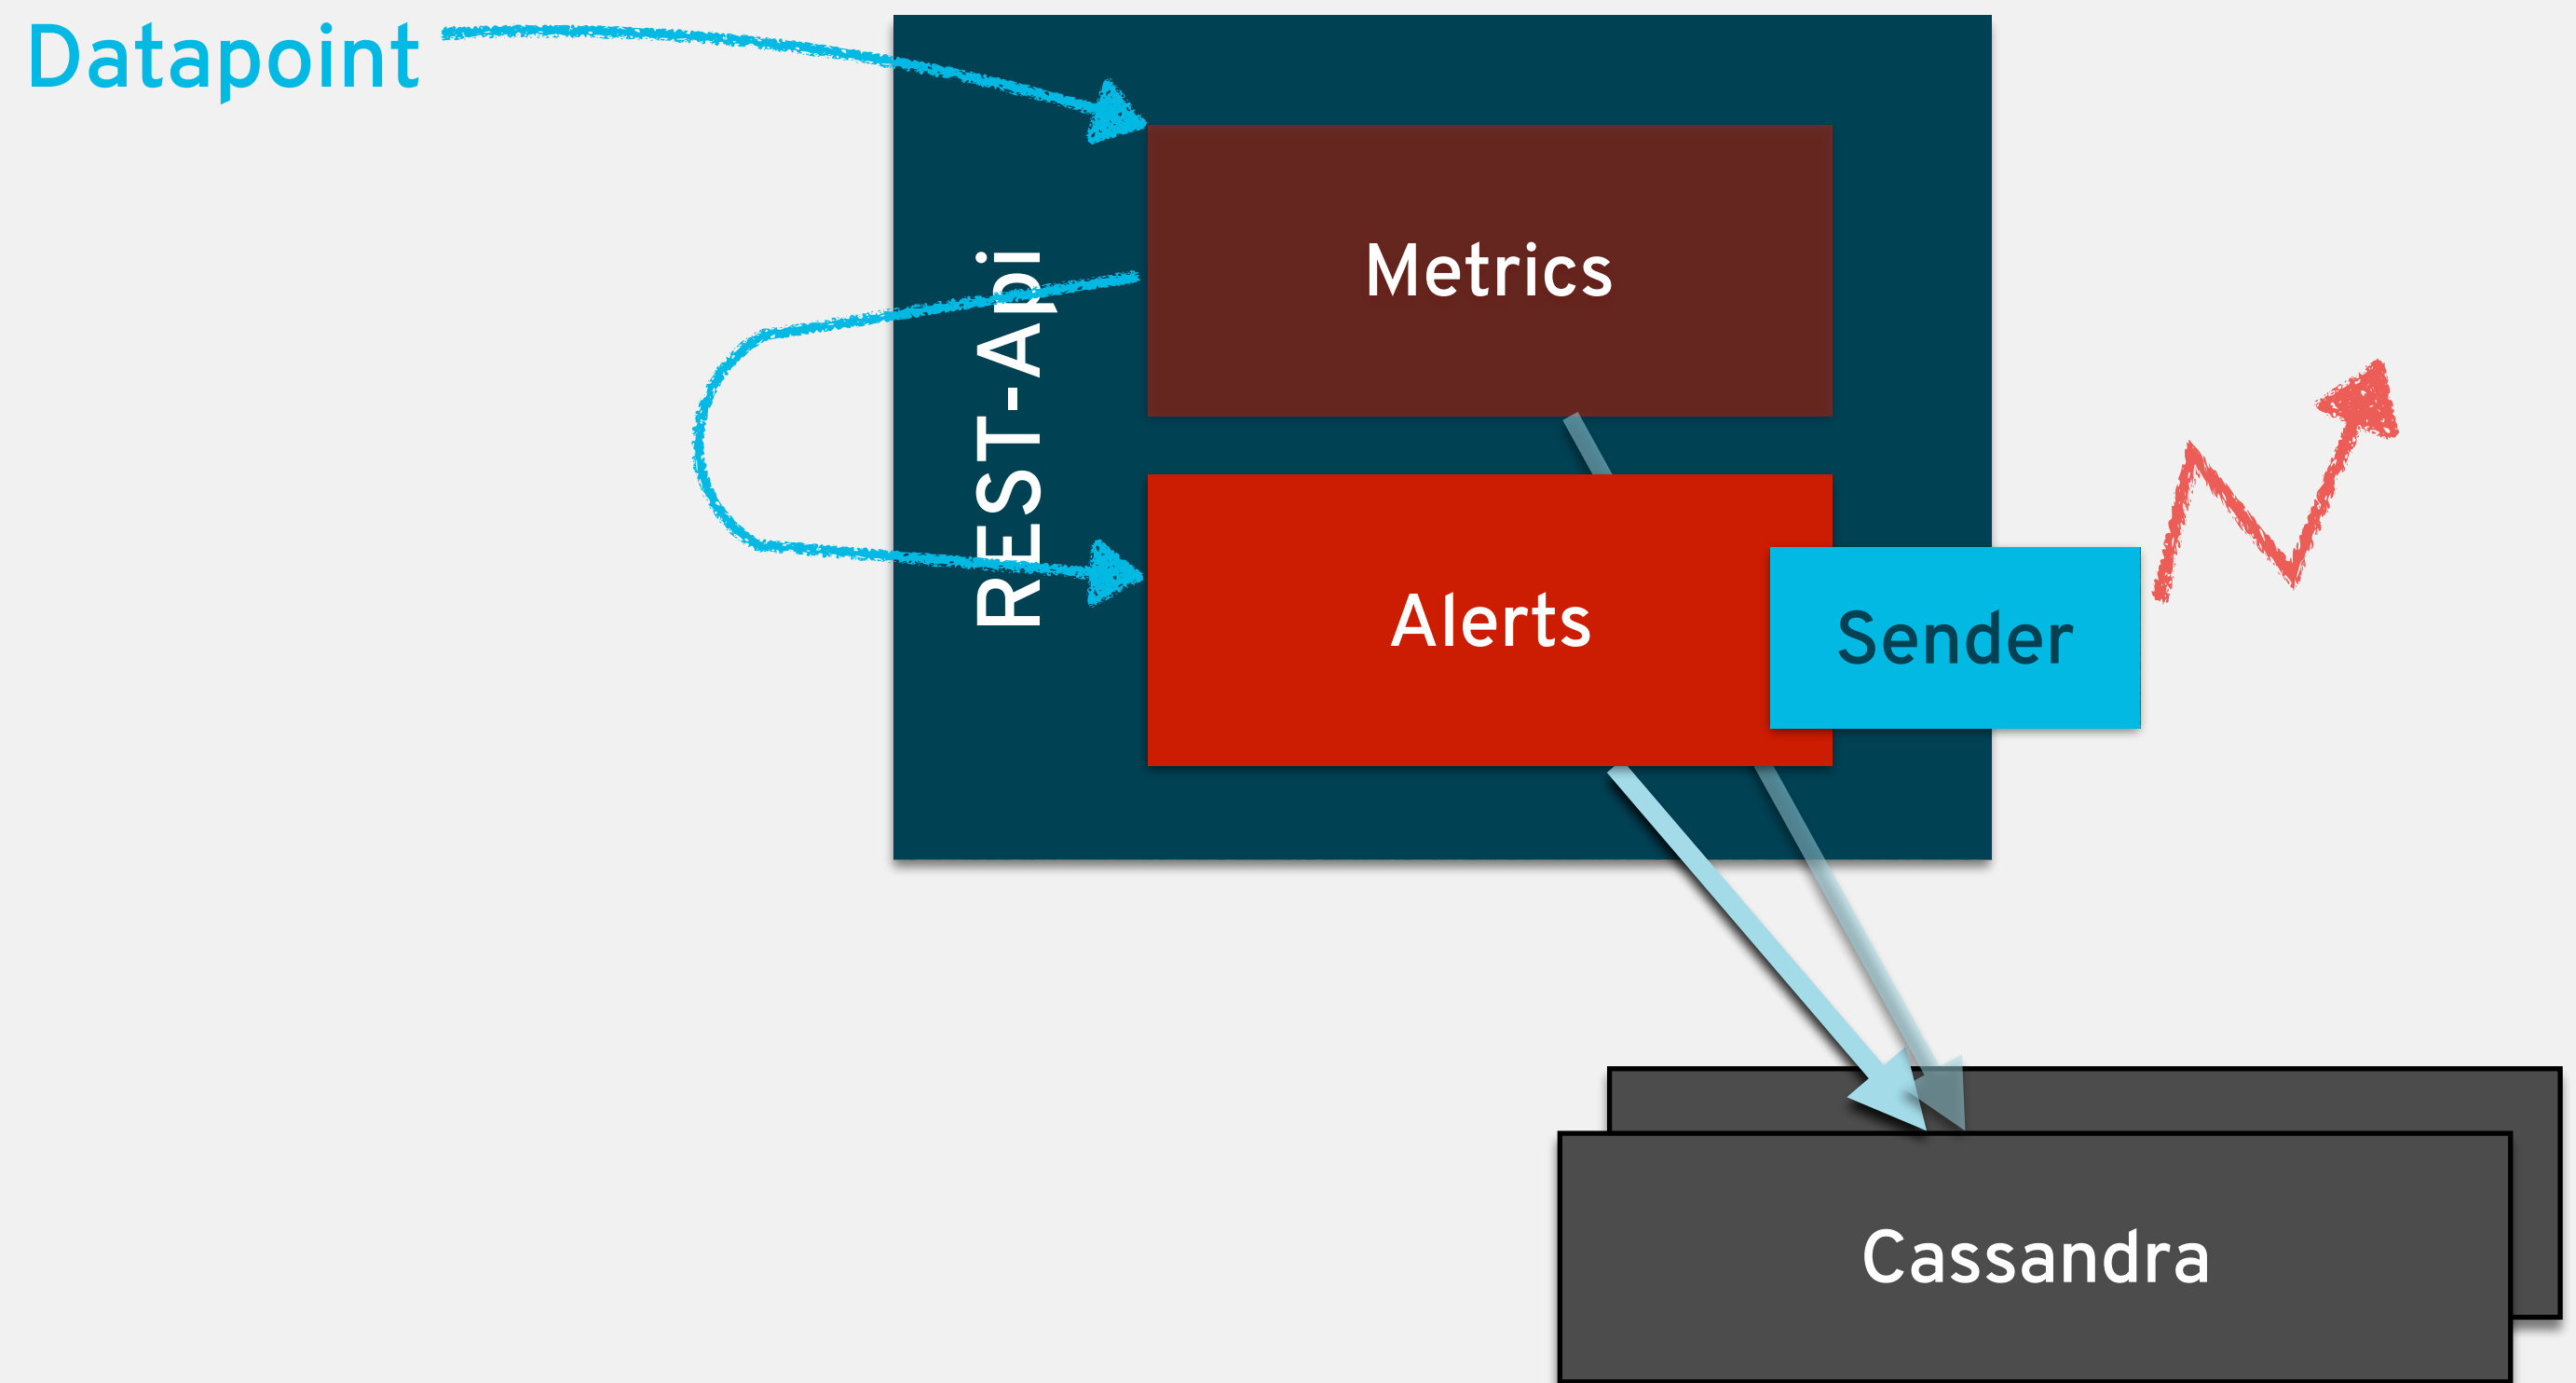 Datapoint
REST-Api
Metrics
Alerts
Sender
Cassandra